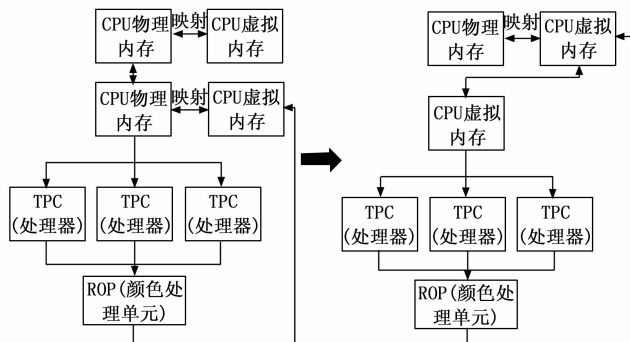 CPU物理
内存
映射
CPU虚拟
内存
CPU物理
内存
映射
CPU虚拟
内存
TPC
(处理器)
TPC
(处理器)
TPC
(处理器)
ROP(颜色处
理单元)
CPU物理
内存
映射
CPU虚拟
内存
CPU虚拟
内存
TPC
(处理器)
TPC
(处理器)
TPC
(处理器)
ROP(颜色处
理单元)